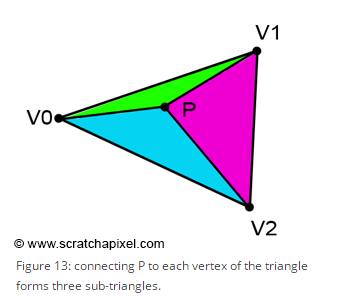 V1
V0
P
V2
© www.scratchapixel.com
Figure 13: connecting P to each vertex of the triangle
forms three sub-triangles.